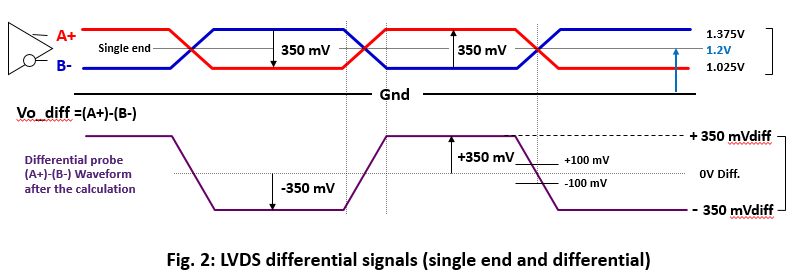 A+
Single end
B-
350 mV
350 mV
1.375V
1.2V
1.025V
Gnd
Vo_diff =(A+)-(B-)
Differential probe
(A+)-(B-) Waveform
after the calculation
-350 mV
+350 mV
+100 mV
-100 mV
+ 350 mVdiff
0V Diff.
- 350 mVdiff
Fig. 2: LVDS differential signals (single end and differential)